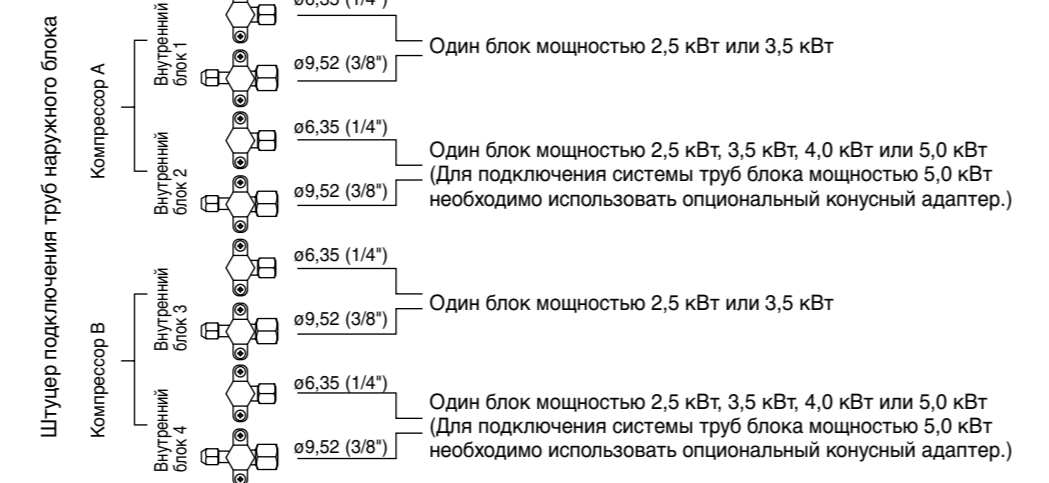 Штуцер подключения труб наружного блока
Компрессор A
Внутренний
блок 1
ø6,35 (1/4")
ø9,52 (3/8")
Один блок мощностью 2,5 кВт или 3,5 кВт
Внутренний
блок 2
ø6,35 (1/4")
ø9,52 (3/8")
Один блок мощностью 2,5 кВт, 3,5 кВт, 4,0 кВт или 5,0 кВт
(Для подключения системы труб блока мощностью 5,0 кВт
необходимо использовать опциональный конусный адаптер.)
Компрессор B
Внутренний
блок 3
ø6,35 (1/4")
ø9,52 (3/8")
Один блок мощностью 2,5 кВт или 3,5 кВт
Внутренний
блок 4
ø6,35 (1/4")
ø9,52 (3/8")
Один блок мощностью 2,5 кВт, 3,5 кВт, 4,0 кВт или 5,0 кВт
(Для подключения системы труб блока мощностью 5,0 кВт
необходимо использовать опциональный конусный адаптер.)